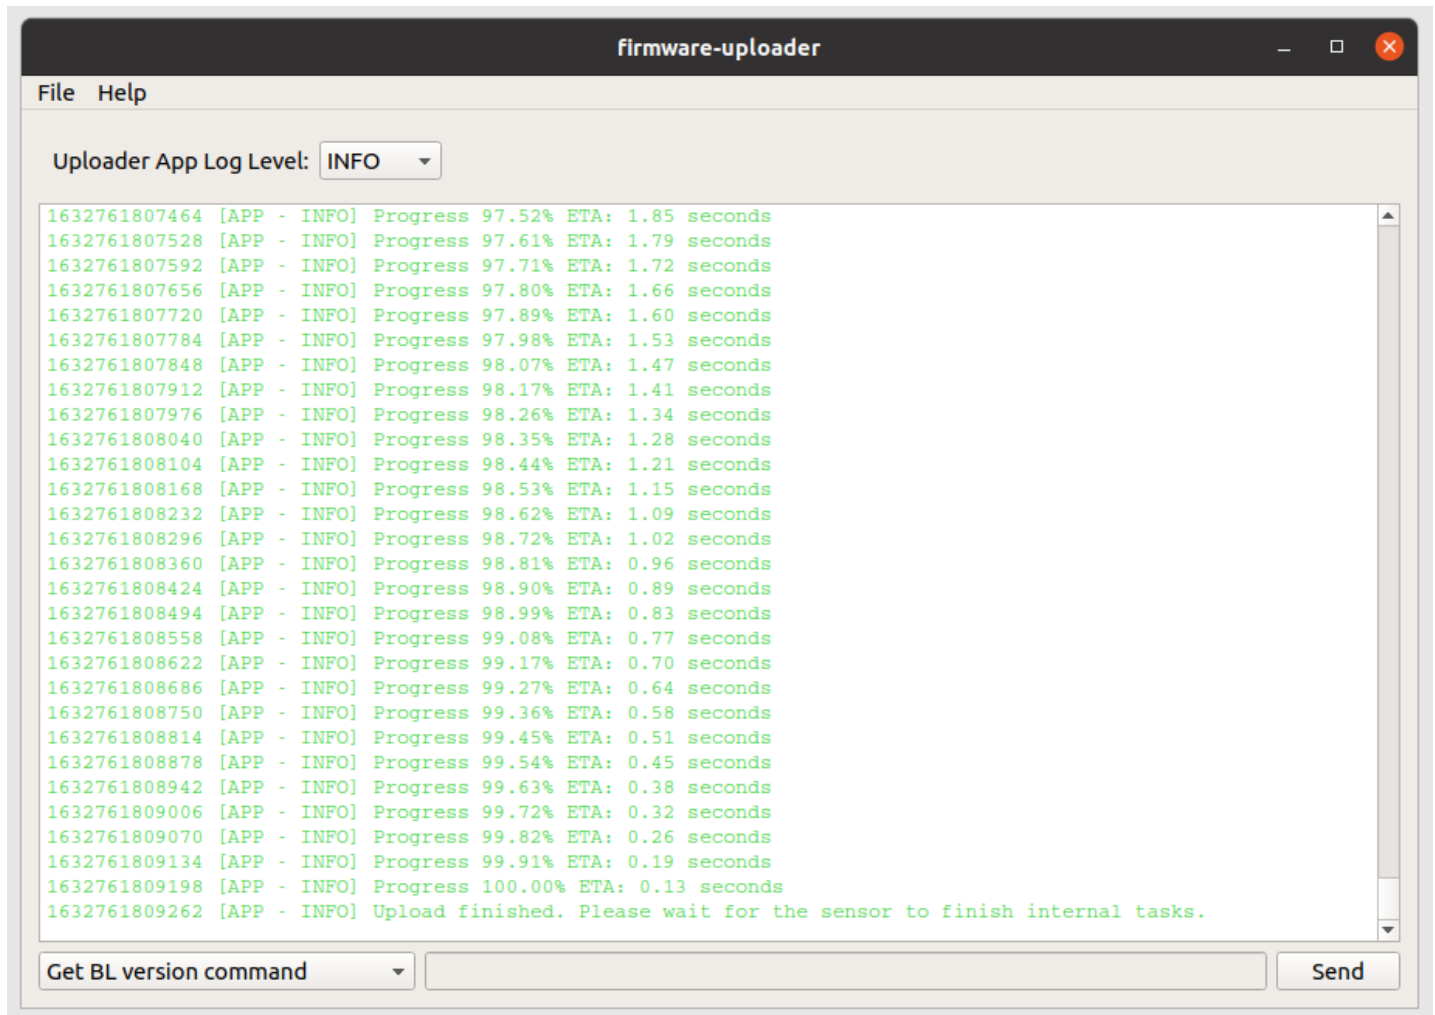 firmware-uploader
File Help
Uploader App Log Level: INFO
1632761807464 [APP - INFO] Progress 97.52% ETA: 1.85 seconds
1632761807528 [APP - INFO] Progress 97.61% ETA: 1.79 seconds
1632761807592 [APP - INFO] Progress 97.71% ETA: 1.72 seconds
1632761807656 [APP - INFO] Progress 97.80% ETA: 1.66 seconds
1632761807720 [APP - INFO] Progress 97.89% ETA: 1.60 seconds
1632761807784 [APP - INFO] Progress 97.98% ETA: 1.53 seconds
1632761807848 [APP - INFO] Progress 98.07% ETA: 1.47 seconds
1632761807912 [APP - INFO] Progress 98.17% ETA: 1.41 seconds
1632761807976 [APP - INFO] Progress 98.26% ETA: 1.34 seconds
1632761808040 [APP - INFO] Progress 98.35% ETA: 1.28 seconds
1632761808104 [APP - INFO] Progress 98.44% ETA: 1.21 seconds
1632761808168 [APP - INFO] Progress 98.53% ETA: 1.15 seconds
1632761808232 [APP - INFO] Progress 98.62% ETA: 1.09 seconds
1632761808296 [APP - INFO] Progress 98.72% ETA: 1.02 seconds
1632761808360 [APP - INFO] Progress 98.81% ETA: 0.96 seconds
1632761808424 [APP - INFO] Progress 98.90% ETA: 0.89 seconds
1632761808494 [APP - INFO] Progress 98.99% ETA: 0.83 seconds
1632761808558 [APP - INFO] Progress 99.08% ETA: 0.77 seconds
1632761808622 [APP - INFO] Progress 99.17% ETA: 0.70 seconds
1632761808686 [APP - INFO] Progress 99.27% ETA: 0.64 seconds
1632761808750 [APP - INFO] Progress 99.36% ETA: 0.58 seconds
1632761808814 [APP - INFO] Progress 99.45% ETA: 0.51 seconds
1632761808878 [APP - INFO] Progress 99.54% ETA: 0.45 seconds
1632761808942 [APP - INFO] Progress 99.63% ETA: 0.38 seconds
1632761809006 [APP - INFO] Progress 99.72% ETA: 0.32 seconds
1632761809070 [APP - INFO] Progress 99.82% ETA: 0.26 seconds
1632761809134 [APP - INFO] Progress 99.91% ETA: 0.19 seconds
1632761809198 [APP - INFO] Progress 100.00% ETA: 0.13 seconds
1632761809262 [APP - INFO] Upload finished. Please wait for the sensor to finish internal tasks.
Get BL version command Send